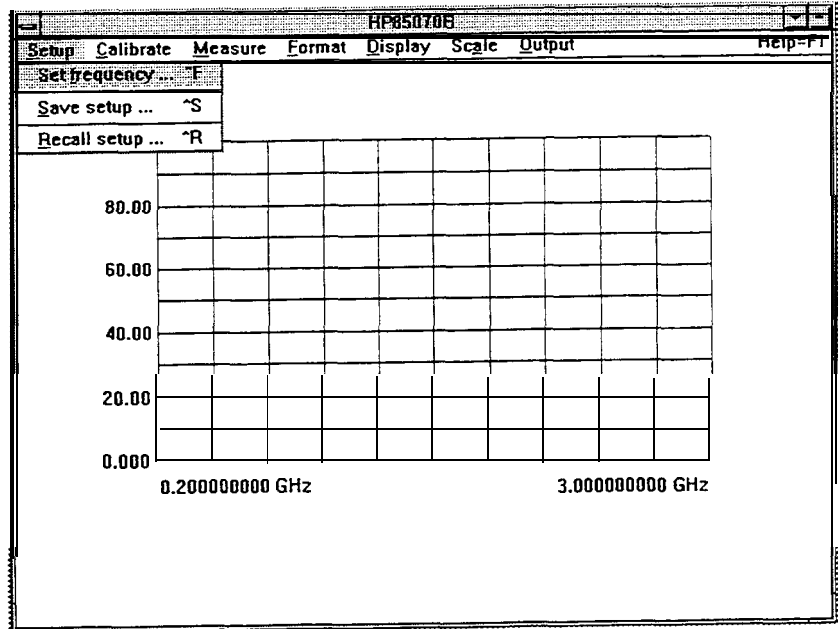 HP85070B
Setup Calibrate Measure Format Display Scale Output Help=F1
Set frequency ... ^F
Save setup ... ^S
Recall setup ... ^R
80.00
60.00
40.00
20.00
0.000
0.200000000 GHz 3.000000000 GHz